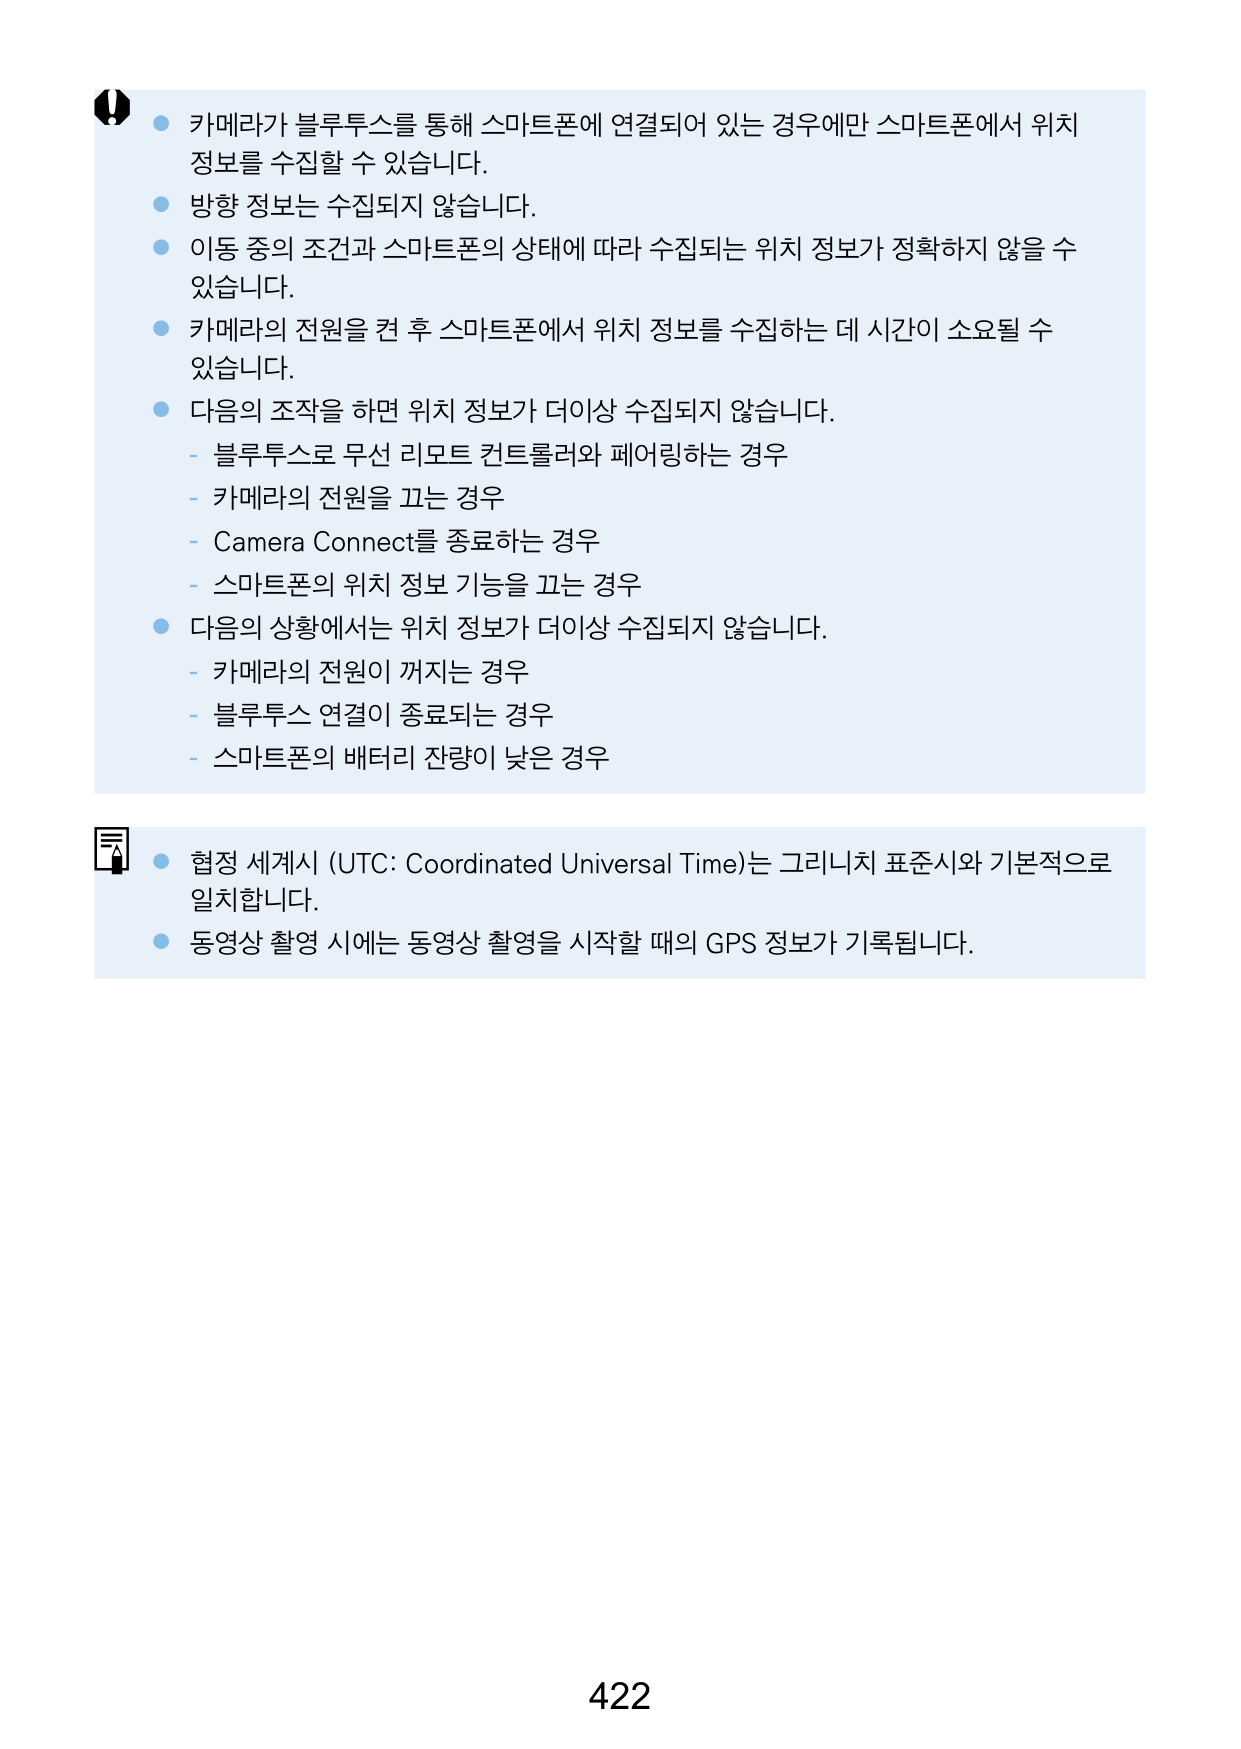 ● 카메라가 블루투스를 통해 스마트폰에 연결되어 있는 경우에만 스마트폰에서 위치
정보를 수집할 수 있습니다.
● 방향 정보는 수집되지 않습니다.
● 이동 중의 조건과 스마트폰의 상태에 따라 수집되는 위치 정보가 정확하지 않을 수
있습니다.
● 카메라의 전원을 켠 후 스마트폰에서 위치 정보를 수집하는 데 시간이 소요될 수
있습니다.
● 다음의 조작을 하면 위치 정보가 더이상 수집되지 않습니다.
- 블루투스로 무선 리모트 컨트롤러와 페어링하는 경우
- 카메라의 전원을 끄는 경우
- Camera Connect를 종료하는 경우
- 스마트폰의 위치 정보 기능을 끄는 경우
● 다음의 상황에서는 위치 정보가 더이상 수집되지 않습니다.
- 카메라의 전원이 꺼지는 경우
- 블루투스 연결이 종료되는 경우
- 스마트폰의 배터리 잔량이 낮은 경우
● 협정 세계시 (UTC: Coordinated Universal Time)는 그리니치 표준시와 기본적으로
일치합니다.
● 동영상 촬영 시에는 동영상 촬영을 시작할 때의 GPS 정보가 기록됩니다.
422